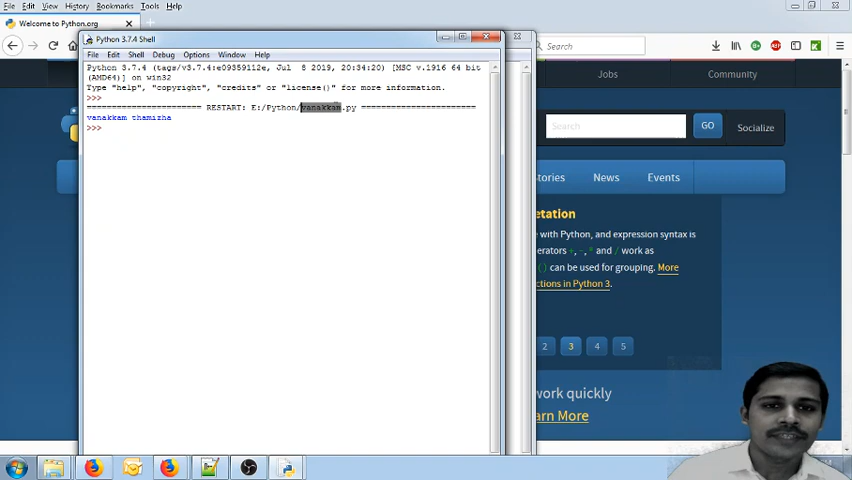 File Edit View History Bookmarks Tools Help
Welcome to Python.org
Python 3.7.4 Shell
File Edit Shell Debug Options Window Help
Python 3.7.4 (tags/v3.7.4:e09359112e, Jul  8 2019, 20:34:20) [MSC v.1916 64 bit
(AMD64)] on win32
Type "help", "copyright", "credits" or "license()" for more information.
>>>
======================= RESTART: E:/Python/vanakkam.py =======================
vanakkam thamizha
>>>
Search
Jobs Community
Search GO Socialize
Stories News Events
etation
e with Python, and expression syntax is
erators +, -, * and / work as
() can be used for grouping. More
ctions in Python 3.
2 3 4 5
work quickly
arn More